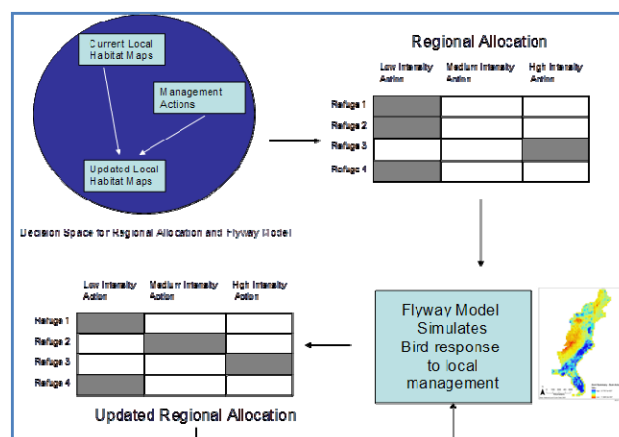 Current Local
Habitat Maps
Management
Actions
Updated Local
Habitat Maps
Decision Space for Regional Allocation and Flyway Model
Regional Allocation
Low Intensity
Action
Medium Intensity
Action
High Intensity
Action
Refuge 1
Refuge 2
Refuge 3
Refuge 4
Low Intensity
Action
Medium Intensity
Action
High Intensity
Action
Refuge 1
Refuge 2
Refuge 3
Refuge 4
Updated Regional Allocation
Flyway Model
Simulates
Bird response
to local
management